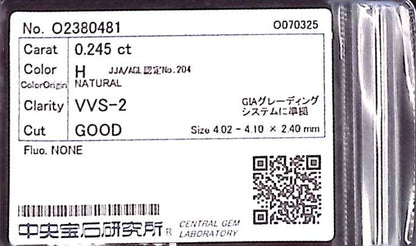 No. O2380481 O070325
Carat 0.245 ct
Color H JJA/AGL認定No.204
ColorOrigin NATURAL
Clarity VVS-2 GIAグレーディング
システムに準拠
Cut GOOD Size 4.02 - 4.10 × 2.40 mm
Fluo. NONE
中央宝石研究所® CENTRAL GEM
LABORATORY